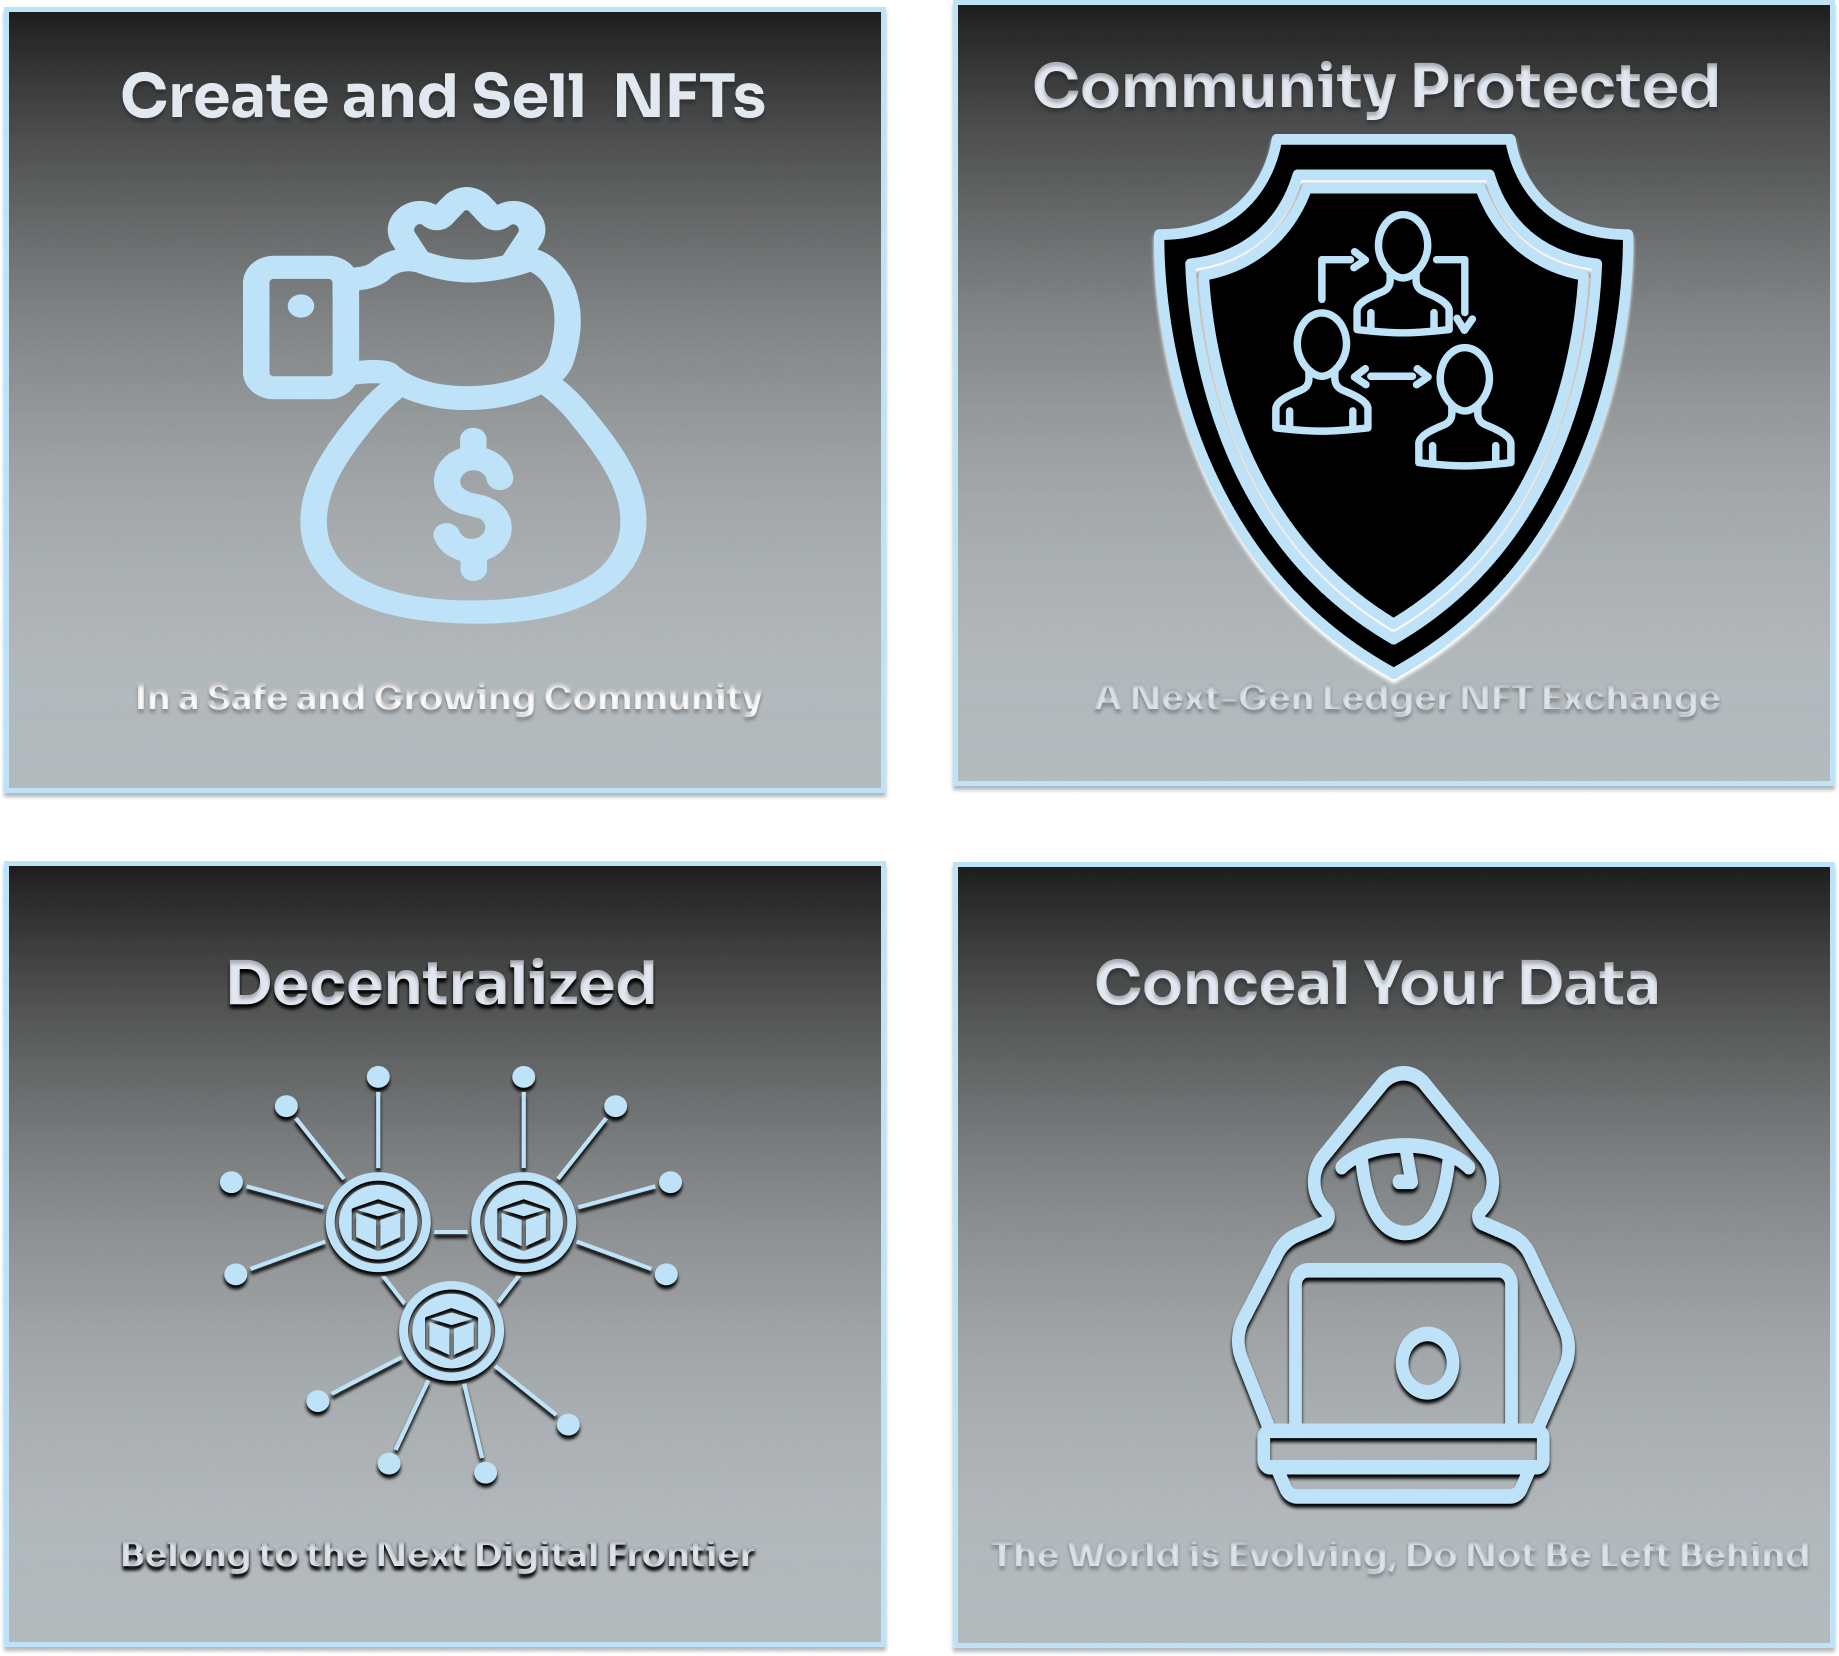 Create and Sell NFTs
$
In a Safe and Growing Community
Community Protected
A Next-Gen Ledger NFT Exchange
Decentralized
Belong to the Next Digital Frontier
Conceal Your Data
The World is Evolving, Do Not Be Left Behind